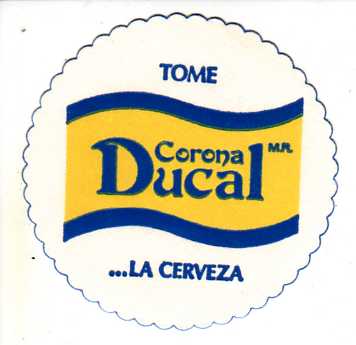 TOME
Corona M.R.
Ducal
...LA CERVEZA